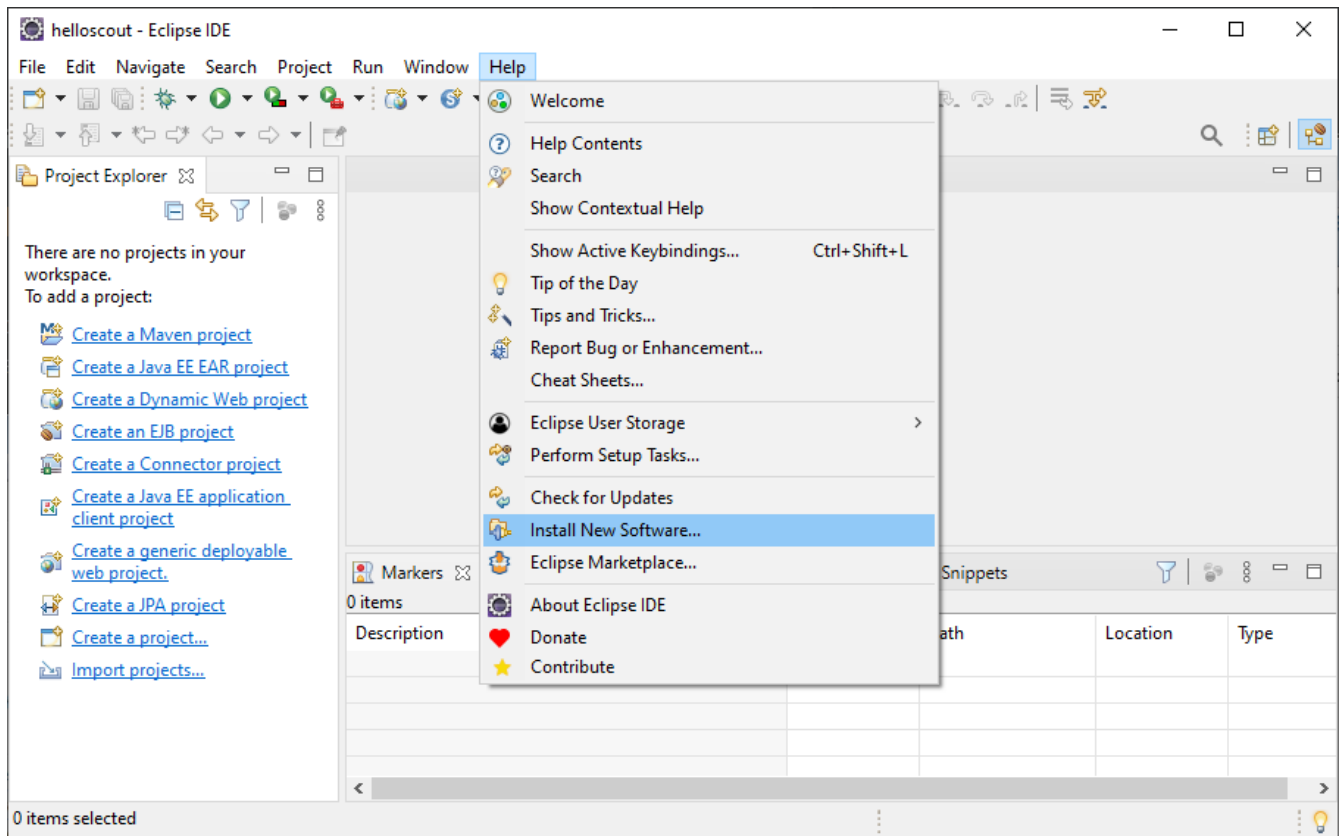 helloscout - Eclipse IDE
File Edit Navigate Search Project Run Window Help
Project Explorer
There are no projects in your
workspace.
To add a project:
Create a Maven project
Create a Java EE EAR project
Create a Dynamic Web project
Create an EJB project
Create a Connector project
Create a Java EE application
client project
Create a generic deployable
web project.
Create a JPA project
Create a project...
Import projects...
Welcome
Help Contents
Search
Show Contextual Help
Show Active Keybindings... Ctrl+Shift+L
Tip of the Day
Tips and Tricks...
Report Bug or Enhancement...
Cheat Sheets...
Eclipse User Storage
Perform Setup Tasks...
Check for Updates
Install New Software...
Eclipse Marketplace...
About Eclipse IDE
Donate
Contribute
Markers Snippets
0 items
Description ath Location Type
0 items selected